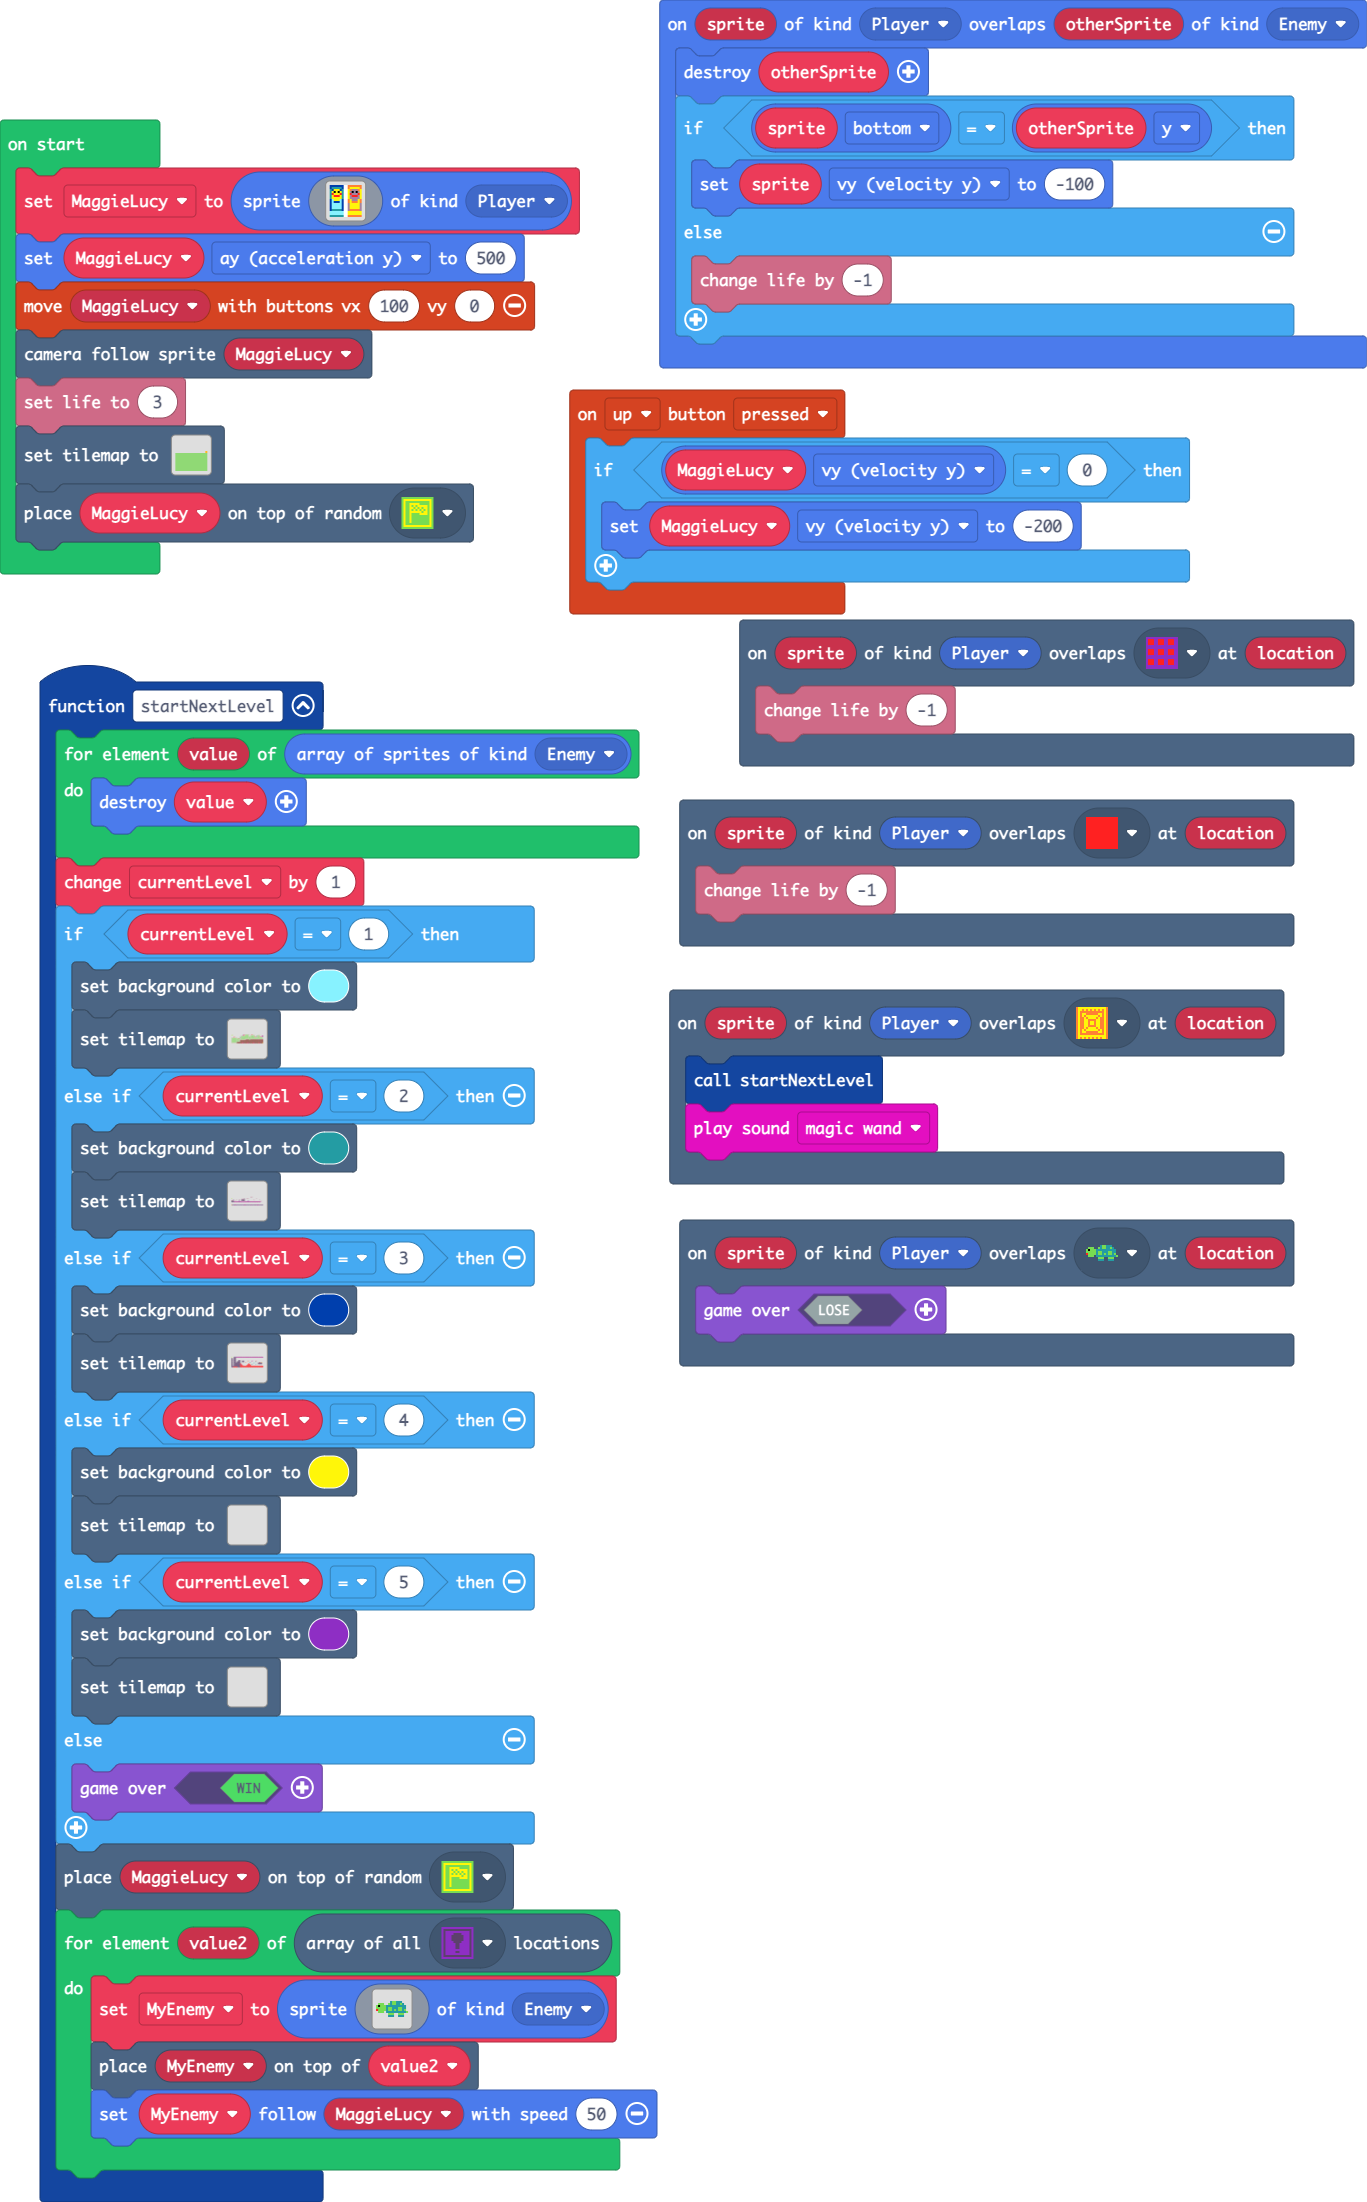 on start
set MaggieLucy to sprite of kind Player
set MaggieLucy ay (acceleration y) to 500
move MaggieLucy with buttons vx 100 vy 0
camera follow sprite MaggieLucy
set life to 3
set tilemap to
place MaggieLucy on top of random
on sprite of kind Player overlaps otherSprite of kind Enemy
destroy otherSprite
if sprite bottom = otherSprite y then
set sprite vy (velocity y) to -100
else
change life by -1
on up button pressed
if MaggieLucy vy (velocity y) = 0 then
set MaggieLucy vy (velocity y) to -200
on sprite of kind Player overlaps at location
change life by -1
on sprite of kind Player overlaps at location
change life by -1
on sprite of kind Player overlaps at location
call startNextLevel
play sound magic wand
on sprite of kind Player overlaps at location
game over LOSE
function startNextLevel
for element value of array of sprites of kind Enemy
do destroy value
change currentLevel by 1
if currentLevel = 1 then
set background color to
set tilemap to
else if currentLevel = 2 then
set background color to
set tilemap to
else if currentLevel = 3 then
set background color to
set tilemap to
else if currentLevel = 4 then
set background color to
set tilemap to
else if currentLevel = 5 then
set background color to
set tilemap to
else
game over WIN
place MaggieLucy on top of random
for element value2 of array of all locations
do set MyEnemy to sprite of kind Enemy
place MyEnemy on top of value2
set MyEnemy follow MaggieLucy with speed 50